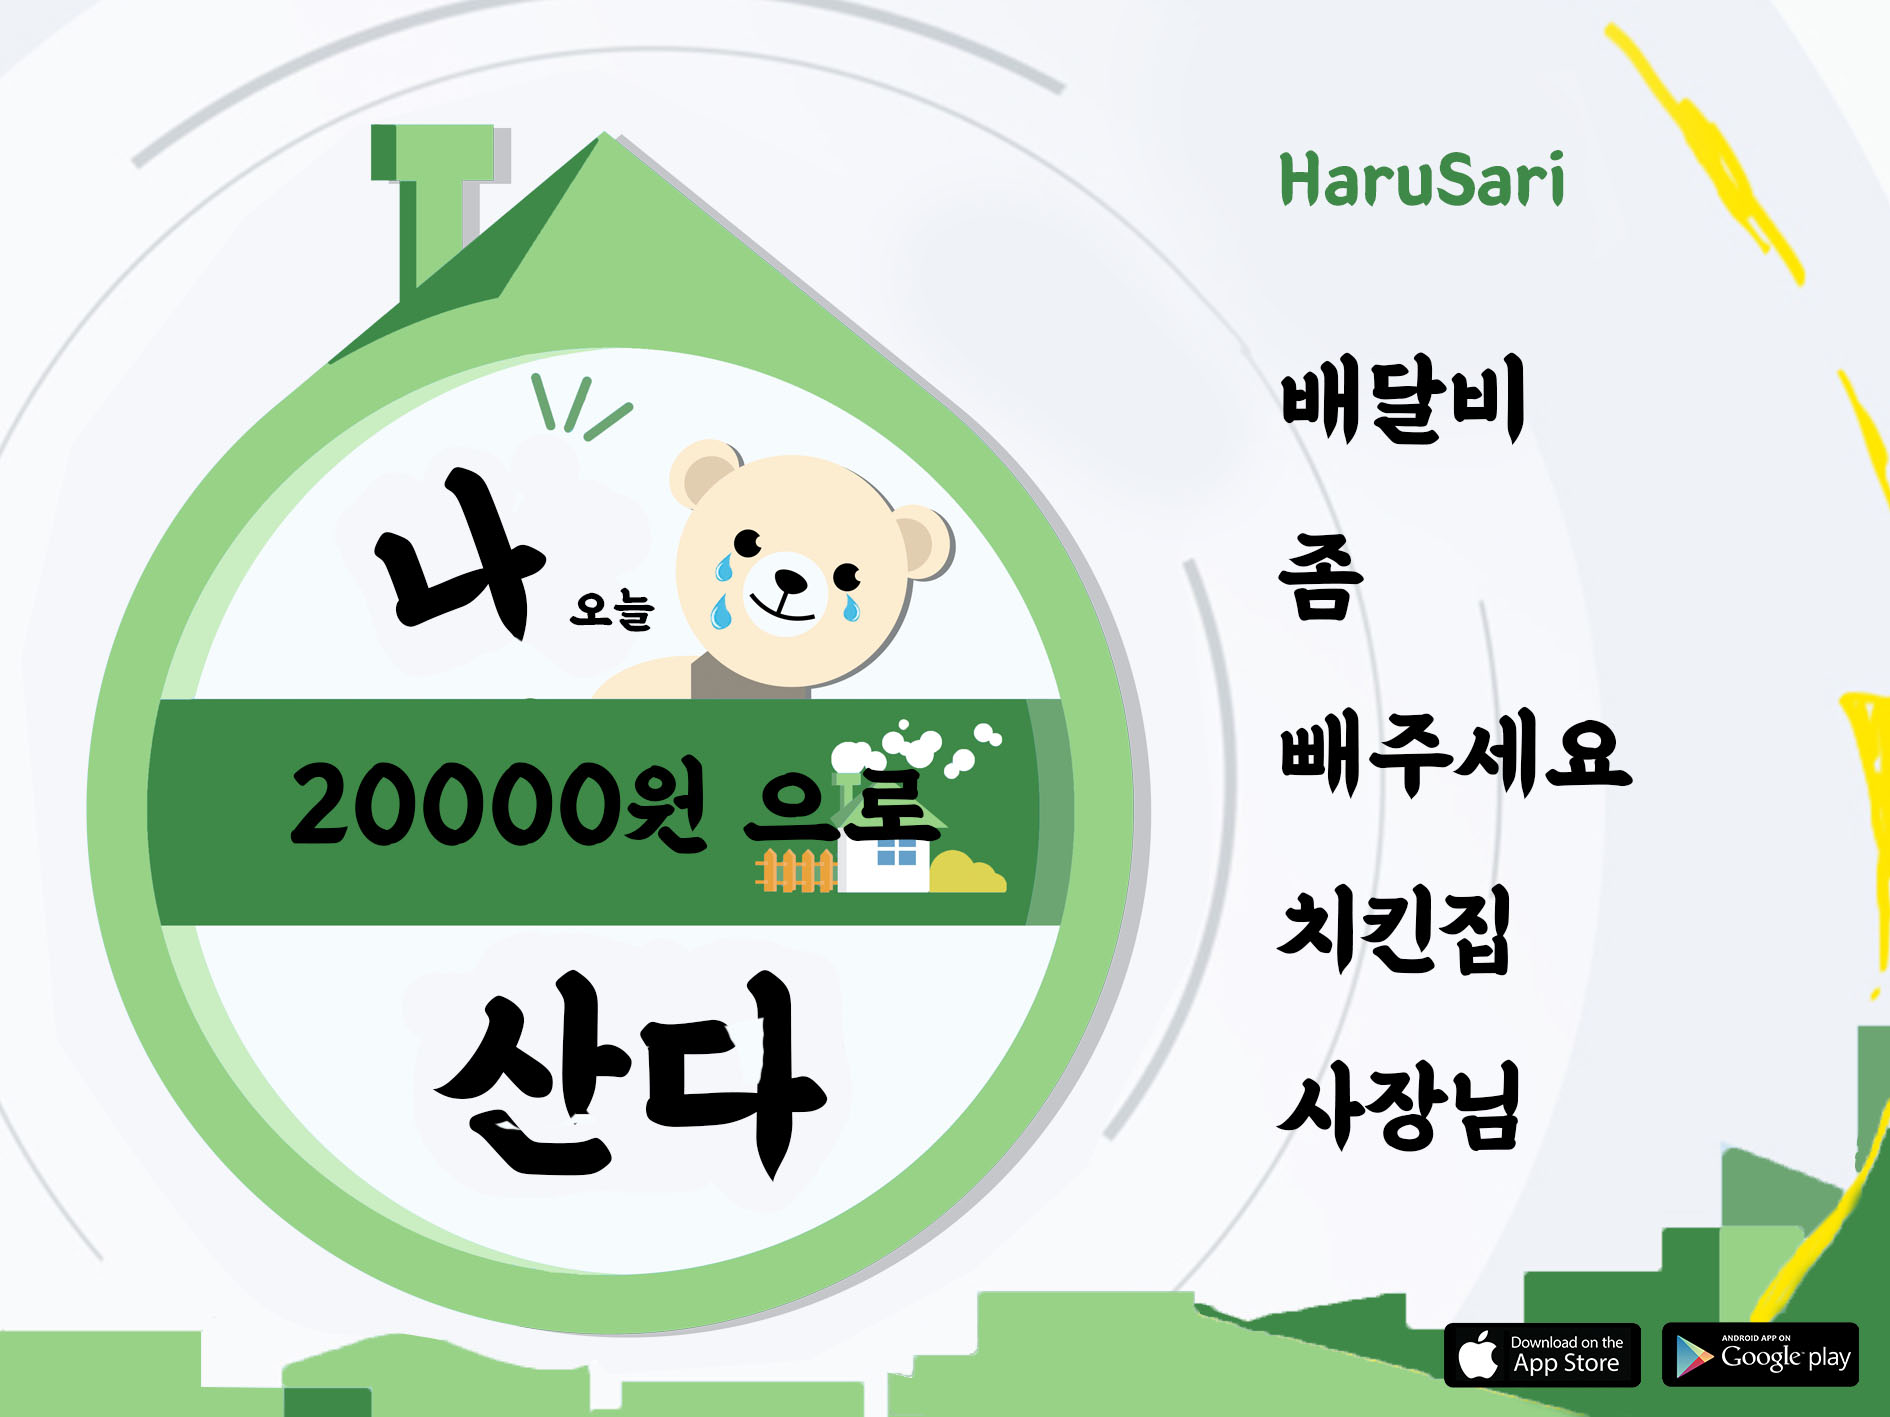 나 오늘
20000원 으로
산다
HaruSari
배달비
좀
빼주세요
치킨집
사장님
Download on the
App Store
ANDROID APP ON
Google play